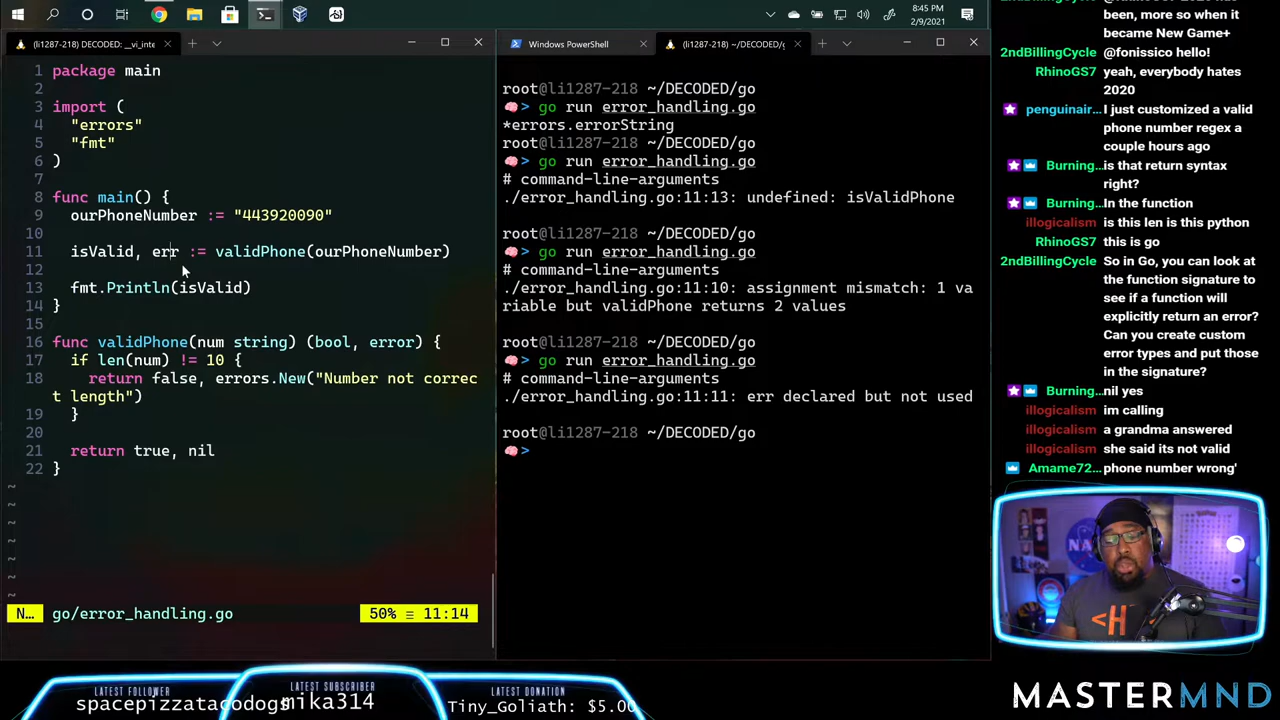 8:45 PM
2/9/2021
(li1287-218) DECODED: __vi_inte
1 package main
2
3 import (
4 "errors"
5 "fmt"
6 )
7
8 func main() {
9 ourPhoneNumber := "443920090"
10
11 isValid, err := validPhone(ourPhoneNumber)
12
13 fmt.Println(isValid)
14 }
15
16 func validPhone(num string) (bool, error) {
17 if len(num) != 10 {
18 return false, errors.New("Number not correc
t length")
19 }
20
21 return true, nil
22 }
~
~
~
~
~
~
~
N... go/error_handling.go 50% ≡ 11:14
Windows PowerShell
(li1287-218) ~/DECODED/g
root@li1287-218 ~/DECODED/go
> go run error_handling.go
*errors.errorString
root@li1287-218 ~/DECODED/go
> go run error_handling.go
# command-line-arguments
./error_handling.go:11:13: undefined: isValidPhone
root@li1287-218 ~/DECODED/go
> go run error_handling.go
# command-line-arguments
./error_handling.go:11:10: assignment mismatch: 1 va
riable but validPhone returns 2 values
root@li1287-218 ~/DECODED/go
> go run error_handling.go
# command-line-arguments
./error_handling.go:11:11: err declared but not used
root@li1287-218 ~/DECODED/go
>
been, more so when it
became New Game+
2ndBillingCycle @fonissico hello!
RhinoGS7 yeah, everybody hates
2020
penguinair... I just customized a valid
phone number regex a
couple hours ago
Burning... is that return syntax
right?
Burning... In the function
illogicalism is this len is this python
RhinoGS7 this is go
2ndBillingCycle So in Go, you can look at
the function signature to
see if a function will
explicitly return an error?
Can you create custom
error types and put those
in the signature?
Burning... nil yes
illogicalism im calling
illogicalism a grandma answered
illogicalism she said its not valid
Amame72... phone number wrong'
NA
<H
LATEST FOLLOWER
spacepizzatacodogs
LATEST SUBSCRIBER
mika314
LATEST DONATION
Tiny_Goliath: $5.00
MASTERMND